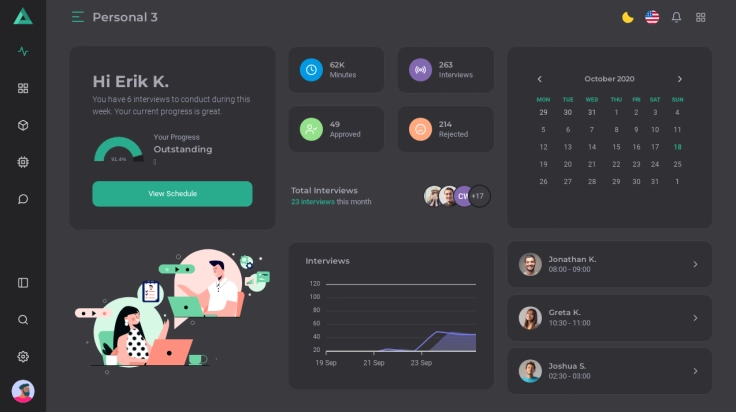 Personal 3
Hi Erik K.
You have 6 interviews to conduct during this
week. Your current progress is great.
91.4%
Your Progress
Outstanding
View Schedule
62K
Minutes
263
Interviews
49
Approved
214
Rejected
Total Interviews
23 interviews this month
CW
+17
October 2020
MON TUE WED THU FRI SAT SUN
29 30 31 1 2 3 4
5 6 7 8 9 10 11
12 13 14 15 16 17 18
19 20 21 22 23 24 25
26 27 28 29 30 31 1
Interviews
120
100
80
60
40
20
19 Sep 21 Sep 23 Sep
Jonathan K.
08:00 - 09:00
Greta K.
10:30 - 11:00
Joshua S.
02:30 - 03:00